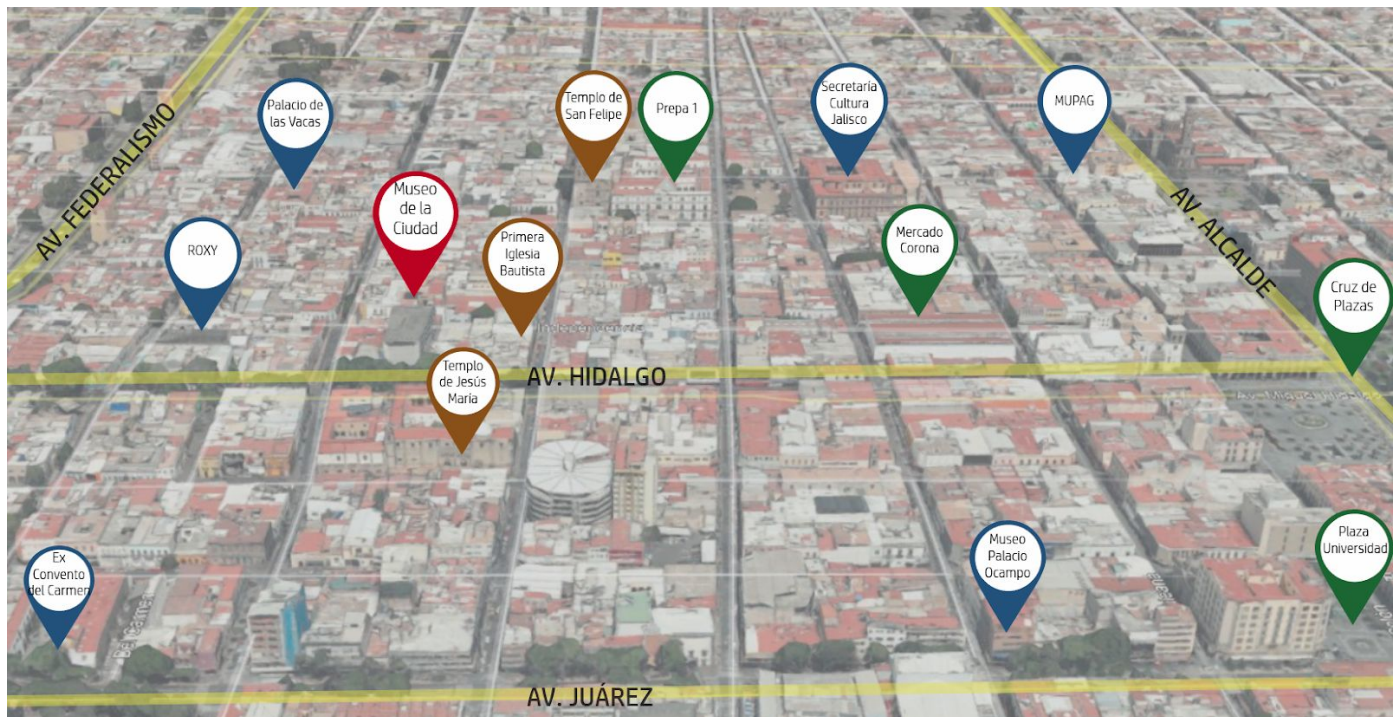 Palacio de
las Vacas
Templo de
San Felipe
Prepa 1
Secretaría
Cultura
Jalisco
MUPAG
AV. FEDERALISMO
Museo
de la
Ciudad
ROXY
Primera
Iglesia
Bautista
Mercado
Corona
AV. ALCALDE
Cruz de
Plazas
Independencia
AV. HIDALGO
Templo
de Jesús
María
Ex
Convento
del Carmen
Museo
Palacio
Ocampo
Plaza
Universidad
AV. JUÁREZ